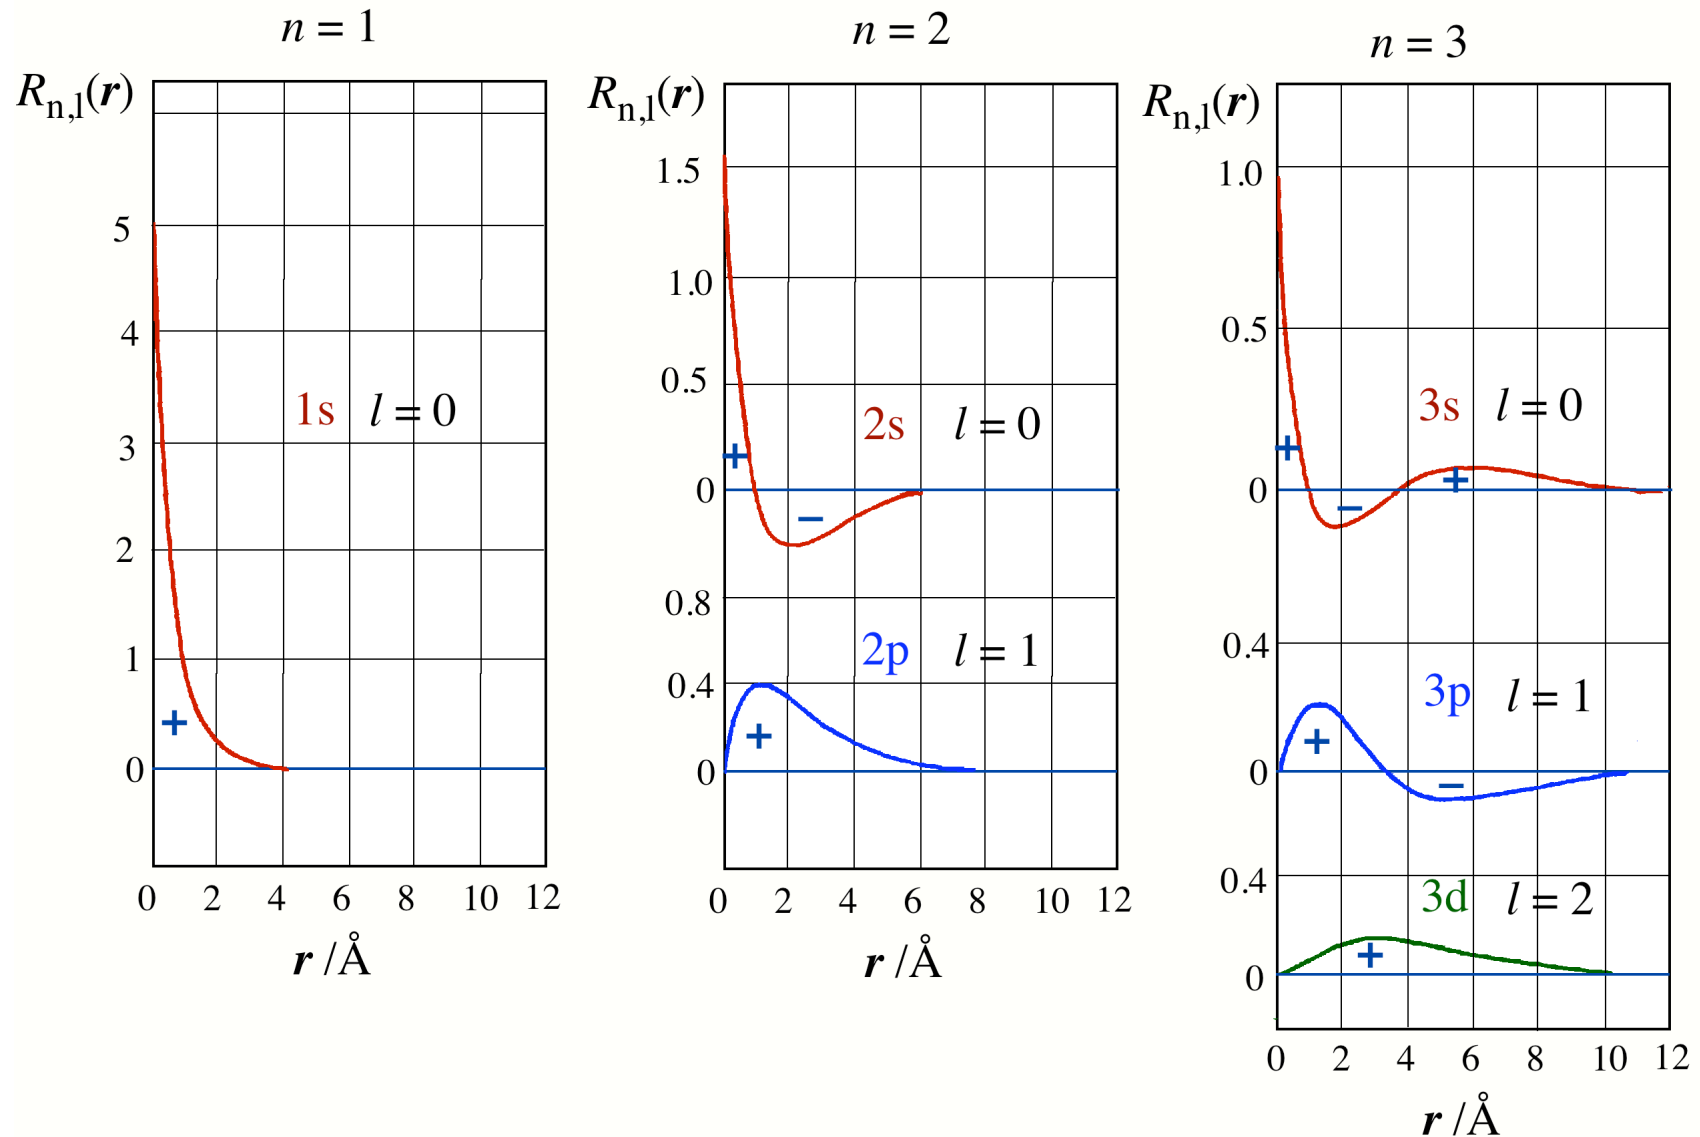 n = 1
R n,l(r)
5
4
3
2
1
0
1s l = 0
+
0 2 4 6 8 10 12
r /Å
n = 2
R n,l(r)
1.5
1.0
0.5
0
0.8
0.4
0
2s l = 0
+
−
2p l = 1
+
0 2 4 6 8 10 12
r /Å
n = 3
R n,l(r)
1.0
0.5
0
0.4
0
0.4
0
3s l = 0
+
−
+
3p l = 1
+
−
3d l = 2
+
0 2 4 6 8 10 12
r /Å